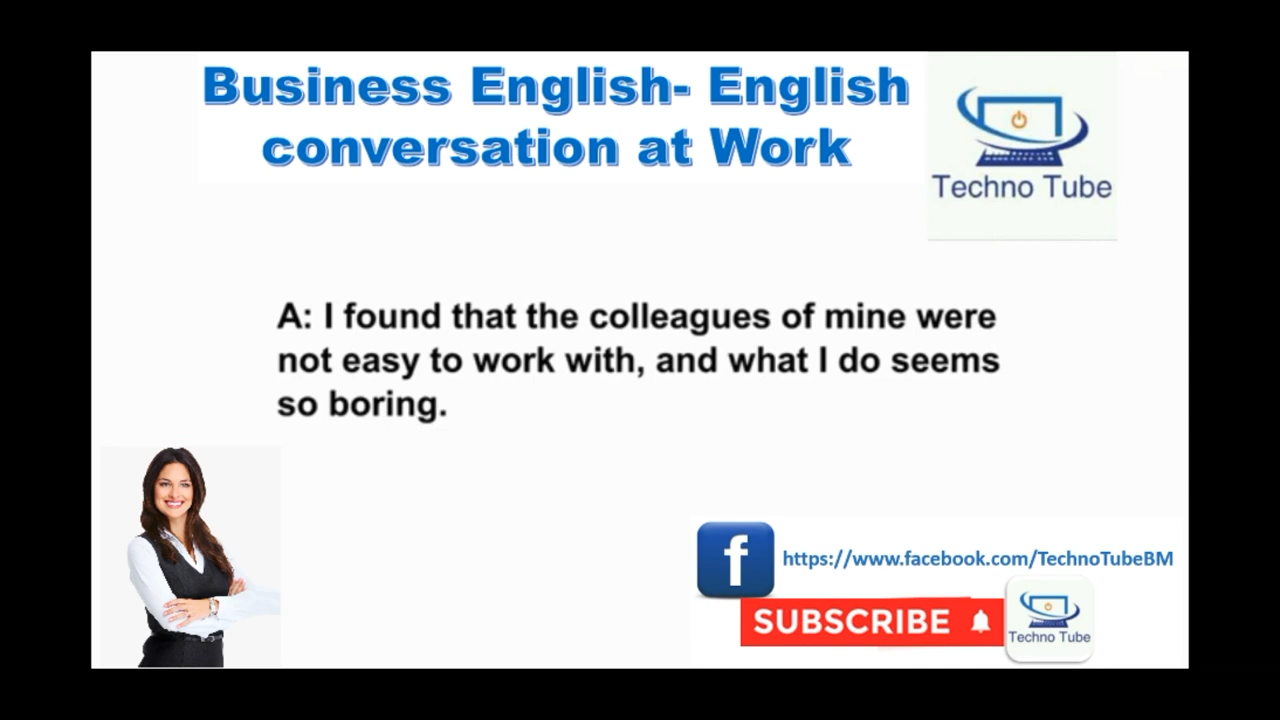 Business English- English
conversation at Work
Techno Tube
A: I found that the colleagues of mine were
not easy to work with, and what I do seems
so boring.
f
https://www.facebook.com/TechnoTubeBM
SUBSCRIBE
Techno Tube